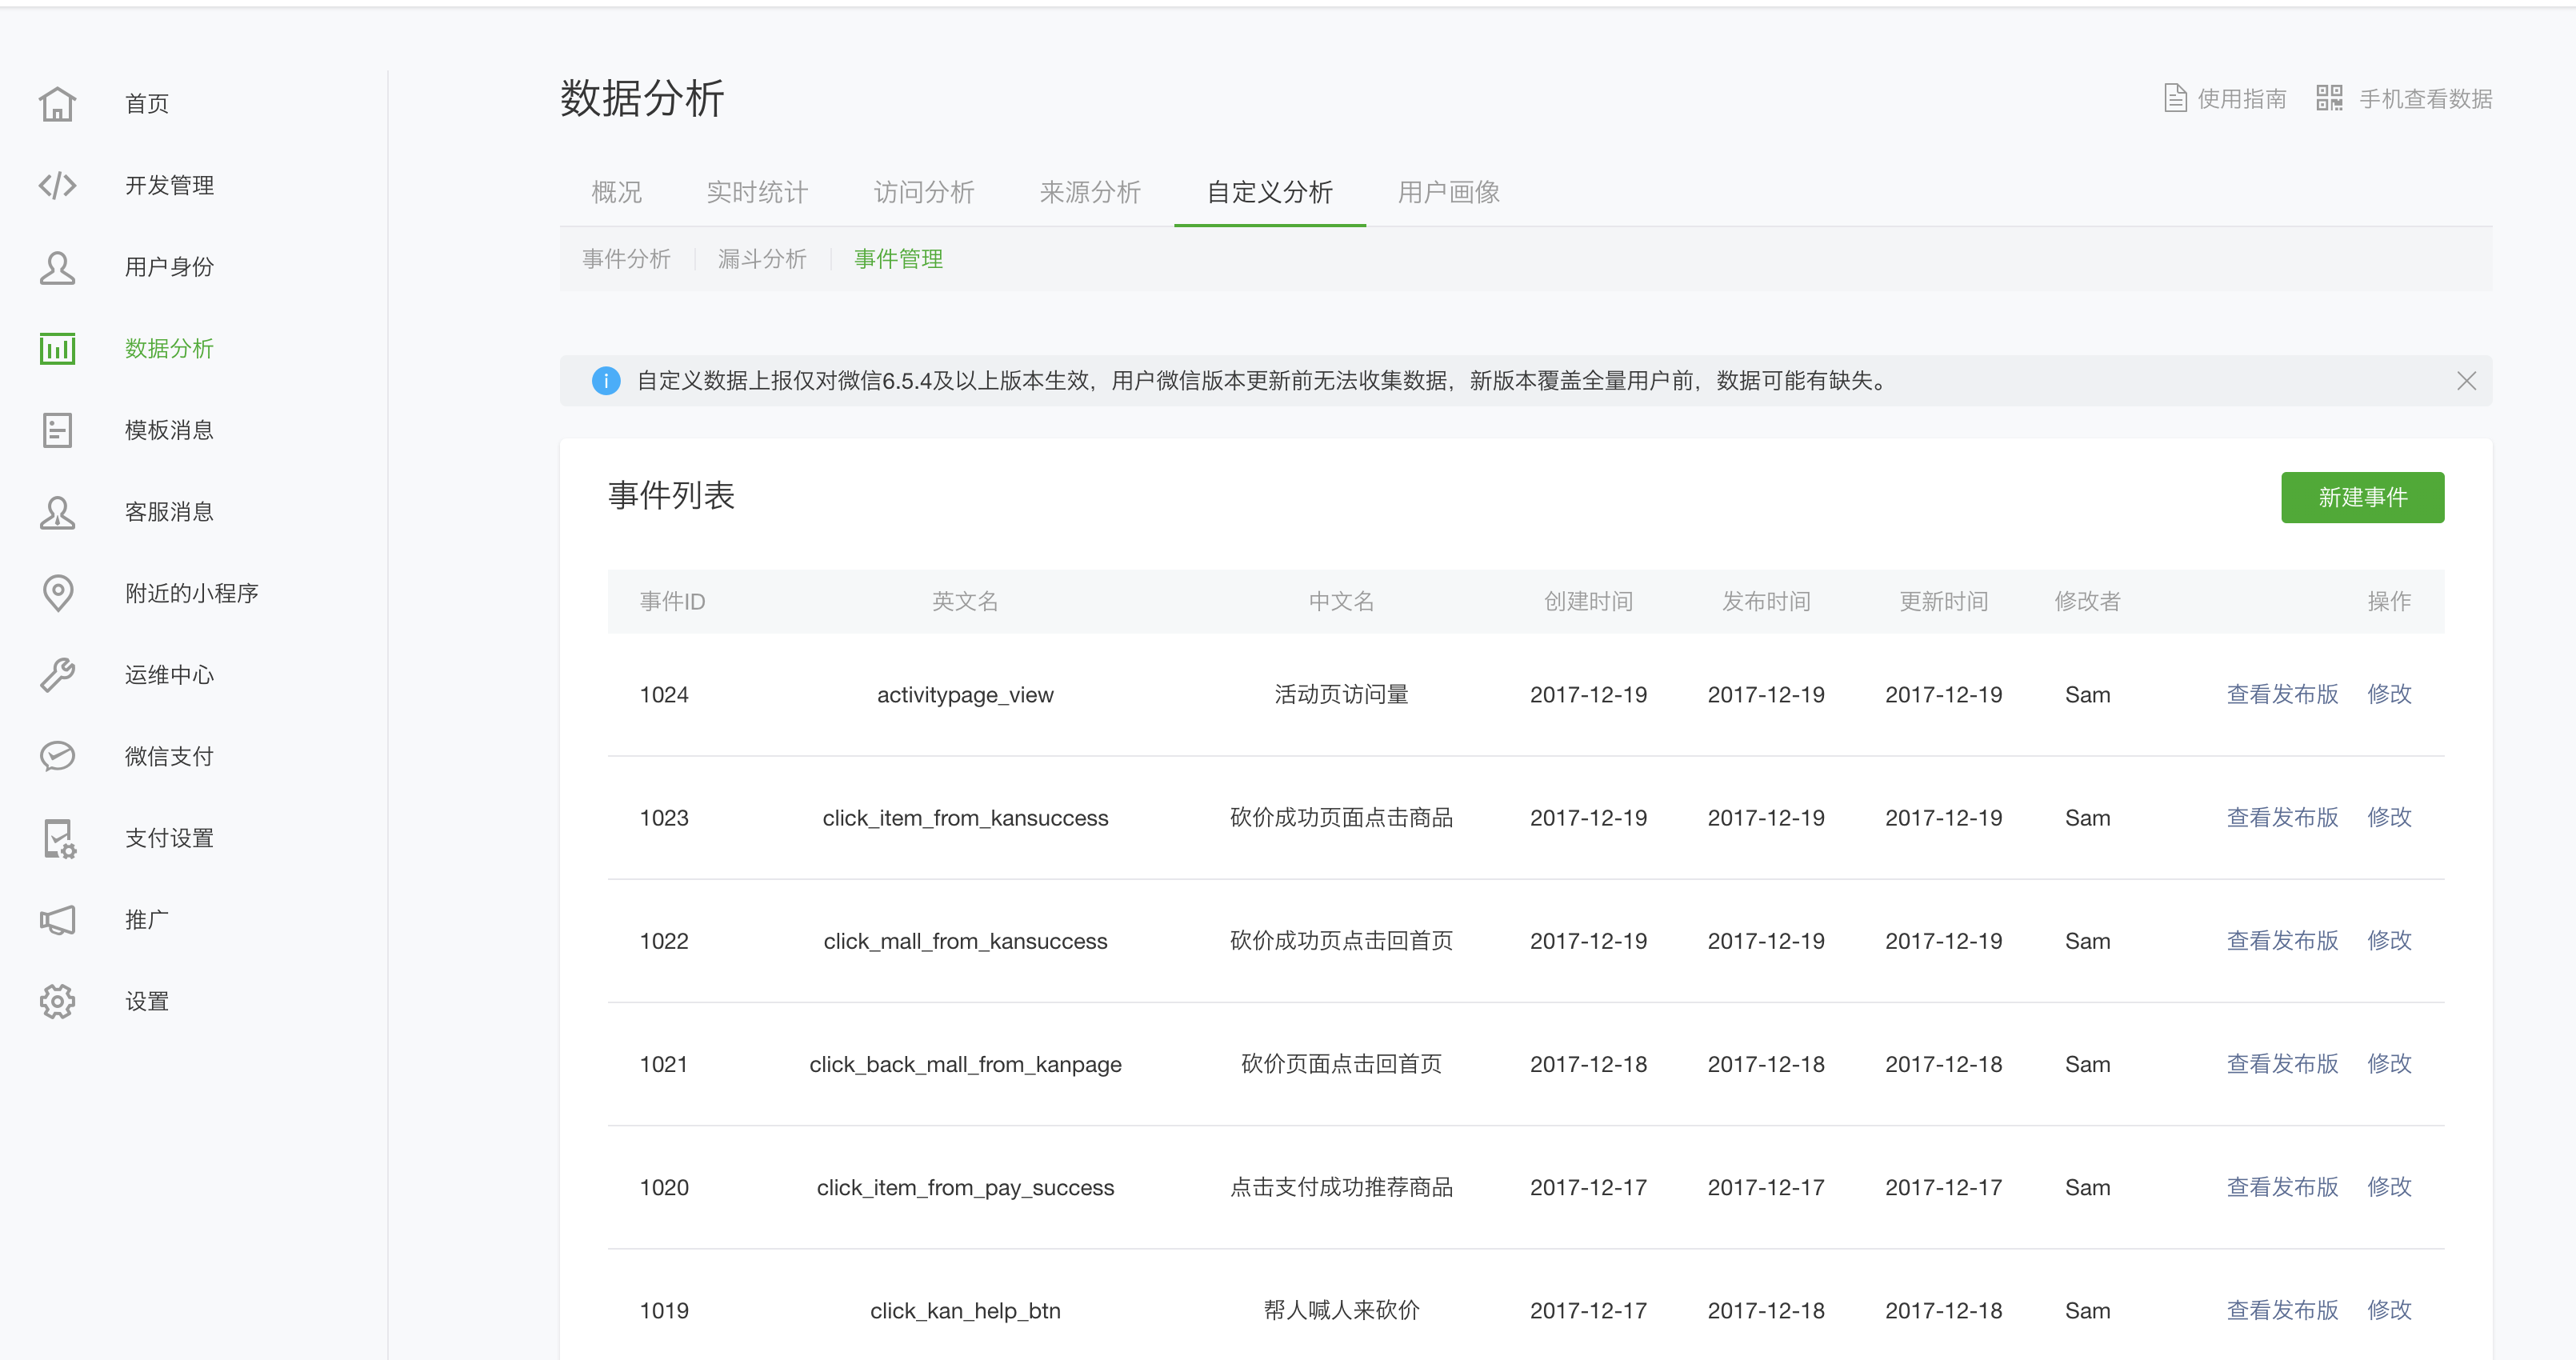 首页
开发管理
用户身份
数据分析
模板消息
客服消息
附近的小程序
运维中心
微信支付
支付设置
推广
设置
数据分析
使用指南 手机查看数据
概况 实时统计 访问分析 来源分析 自定义分析 用户画像
事件分析 漏斗分析 事件管理
自定义数据上报仅对微信6.5.4及以上版本生效，用户微信版本更新前无法收集数据，新版本覆盖全量用户前，数据可能有缺失。
事件列表 新建事件
事件ID 英文名 中文名 创建时间 发布时间 更新时间 修改者 操作
1024 activitypage_view 活动页访问量 2017-12-19 2017-12-19 2017-12-19 Sam 查看发布版 修改
1023 click_item_from_kansuccess 砍价成功页面点击商品 2017-12-19 2017-12-19 2017-12-19 Sam 查看发布版 修改
1022 click_mall_from_kansuccess 砍价成功页点击回首页 2017-12-19 2017-12-19 2017-12-19 Sam 查看发布版 修改
1021 click_back_mall_from_kanpage 砍价页面点击回首页 2017-12-18 2017-12-18 2017-12-18 Sam 查看发布版 修改
1020 click_item_from_pay_success 点击支付成功推荐商品 2017-12-17 2017-12-17 2017-12-17 Sam 查看发布版 修改
1019 click_kan_help_btn 帮人喊人来砍价 2017-12-17 2017-12-18 2017-12-18 Sam 查看发布版 修改